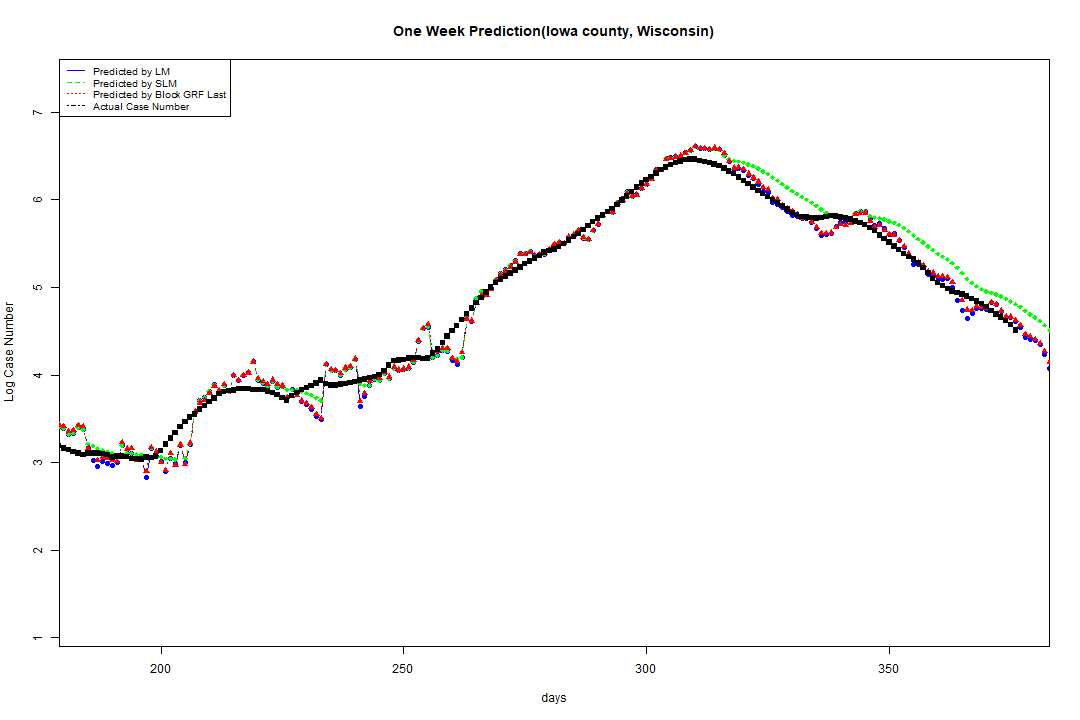 One Week Prediction(Iowa county, Wisconsin)
Predicted by LM
Predicted by SLM
Predicted by Block GRF Last
Actual Case Number
7
6
5
4
3
2
1
Log Case Number
200 250 300 350
days